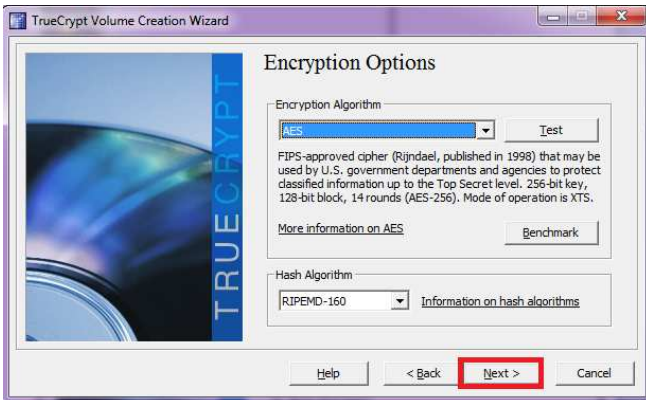 TrueCrypt Volume Creation Wizard
TRUECRYPT
Encryption Options
Encryption Algorithm
AES
Test
FIPS-approved cipher (Rijndael, published in 1998) that may be
used by U.S. government departments and agencies to protect
classified information up to the Top Secret level. 256-bit key,
128-bit block, 14 rounds (AES-256). Mode of operation is XTS.
More information on AES
Benchmark
Hash Algorithm
RIPEMD-160
Information on hash algorithms
Help
< Back
Next >
Cancel